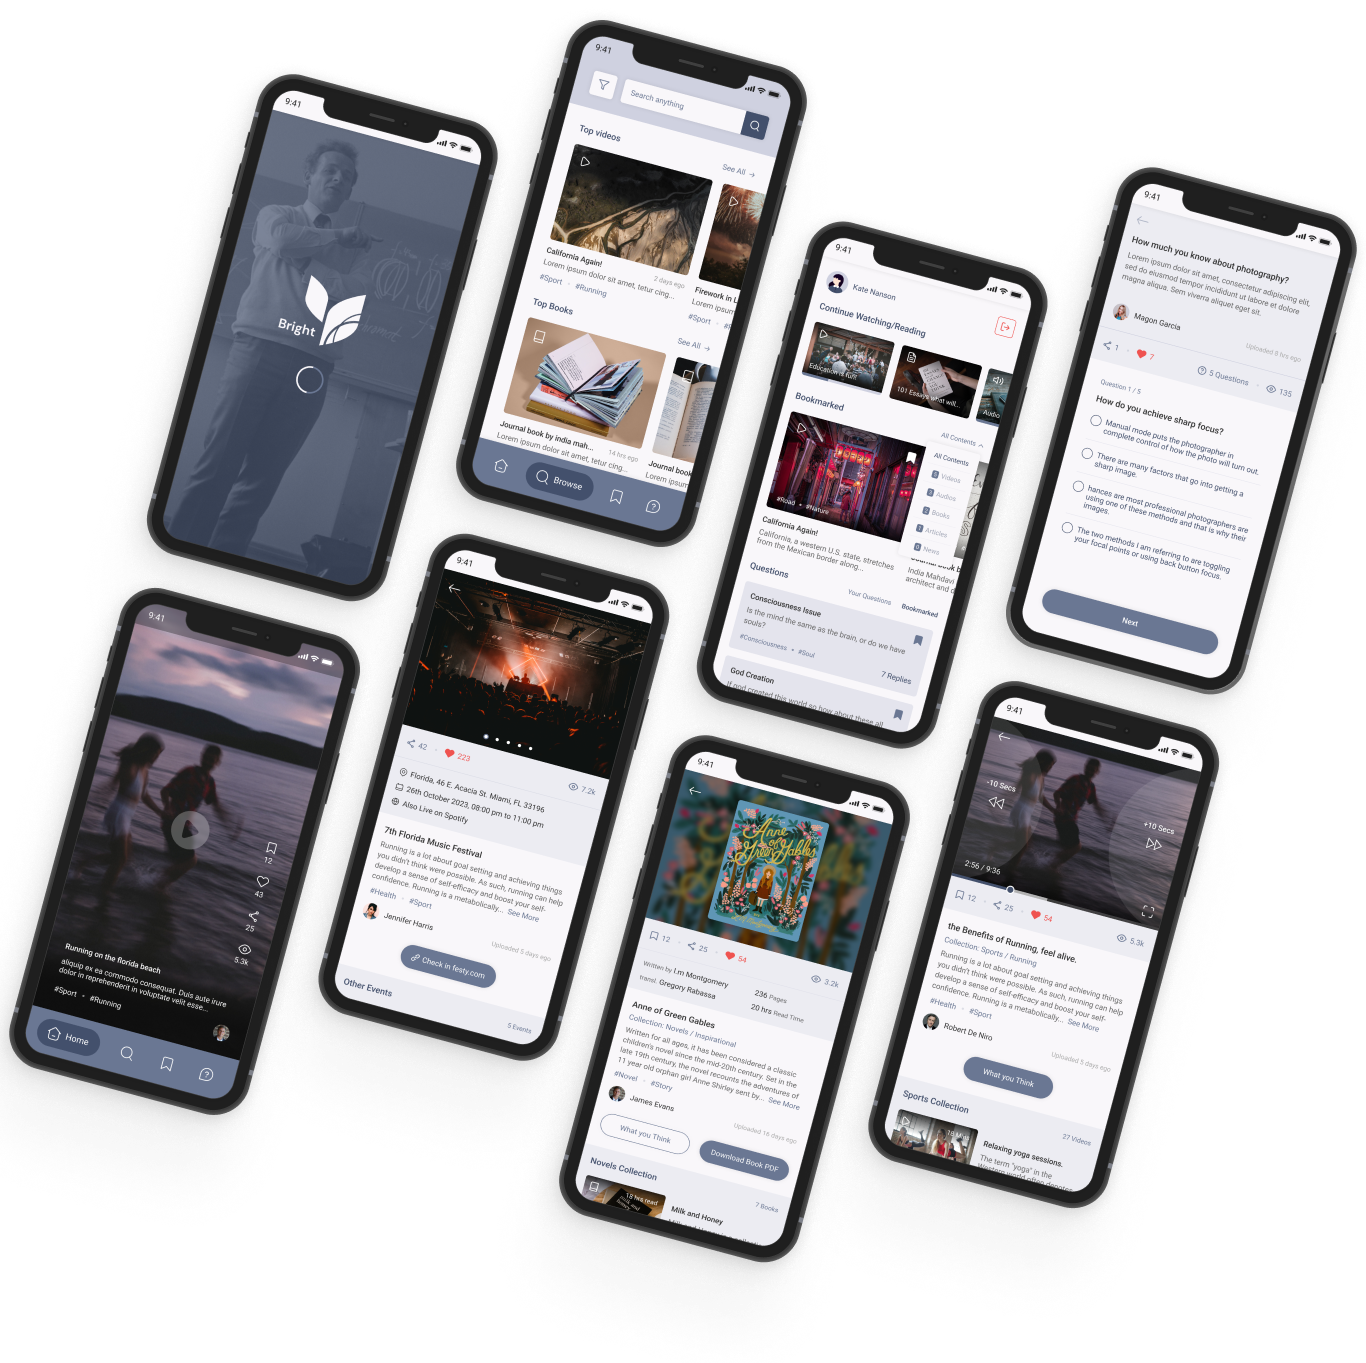 9:41
Bright
9:41
Search anything
Top videos
See All →
California Again!
2 days ago
Lorem ipsum dolor sit amet, tetur cing...
#Sport · #Running
Firework in L
Lorem ipsum
#Sport · #R
Top Books
See All →
Journal book by india mah...
14 hrs ago
Lorem ipsum dolor sit amet, tetur cing...
Journal book
Lorem ipsum
Browse
9:41
Kate Nanson
Continue Watching/Reading
Education is fun!
101 Essays what will...
Audio
Bookmarked
All Contents
All Contents
Videos
Audios
Books
Articles
News
#Road • #Nature
California Again!
California, a western U.S. state, stretches
from the Mexican border along...
Journal book b
India Mahdavi
architect and d
Questions
Your Questions
Bookmarked
Consciousness Issue
Is the mind the same as the brain, or do we have
souls?
#Consciousness • #Soul
7 Replies
God Creation
If god created this world so how about these all
9:41
How much you know about photography?
Lorem ipsum dolor sit amet, consectetur adipiscing elit,
sed do eiusmod tempor incididunt ut labore et dolore
magna aliqua. Sem viverra aliquet eget sit.
Magon Garcia
Uploaded 8 hrs ago
1 · 7
5 Questions · 135
Question 1 / 5
How do you achieve sharp focus?
Manual mode puts the photographer in
complete control of how the photo will turn out.
There are many factors that go into getting a
sharp image.
hances are most professional photographers are
using one of these methods and that is why their
images.
The two methods I am referring to are toggling
your focal points or using back button focus.
Next
9:41
12
43
25
5.3k
Running on the florida beach
aliquip ex ea commodo consequat. Duis aute irure
dolor in reprehenderit in voluptate velit esse...
#Sport • #Running
Home
9:41
42 · 223
7.2k
Florida, 46 E. Acacia St. Miami, FL 33196
26th October 2023, 08:00 pm to 11:00 pm
Also Live on Spotify
7th Florida Music Festival
Running is a lot about goal setting and achieving things
you didn't think were possible. As such, running can help
develop a sense of self-efficacy and boost your self-
confidence. Running is a metabolically... See More
#Health · #Sport
Jennifer Harris
Uploaded 5 days ago
Check in festy.com
Other Events
5 Events
9:41
Anne
of
Green Gables
12 · 25 · 54
3.2k
Written by l.m Montgomery
transl. Gregory Rabassa
236 Pages
20 hrs Read Time
Anne of Green Gables
Collection: Novels / Inspirational
Written for all ages, it has been considered a classic
children's novel since the mid-20th century. Set in the
late 19th century, the novel recounts the adventures of
11 year old orphan girl Anne Shirley sent by... See More
#Novel · #Story
James Evans
Uploaded 16 days ago
What you Think
Download Book PDF
Novels Collection
7 Books
18 hrs read
milk and
honey
Milk and Honey
9:41
-10 Secs
+10 Secs
2:56 / 9:36
12 · 25 · 54
5.3k
the Benefits of Running, feel alive.
Collection: Sports / Running
Running is a lot about goal setting and achieving things
you didn't think were possible. As such, running can help
develop a sense of self-efficacy and boost your self-
confidence. Running is a metabolically... See More
#Health · #Sport
Robert De Niro
Uploaded 5 days ago
What you Think
Sports Collection
27 Videos
Relaxing yoga sessions.
The term "yoga" in the
Western world often denotes